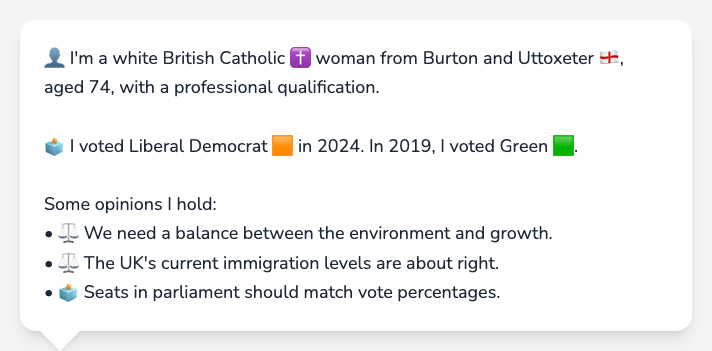 👤 I'm a white British Catholic ✝️ woman from Burton and Uttoxeter 🏴󠁧󠁢󠁥󠁮󠁧󠁿,
aged 74, with a professional qualification.
🗳️ I voted Liberal Democrat 🟧 in 2024. In 2019, I voted Green 🟩.
Some opinions I hold:
• ⚖️ We need a balance between the environment and growth.
• ⚖️ The UK's current immigration levels are about right.
• 🗳️ Seats in parliament should match vote percentages.